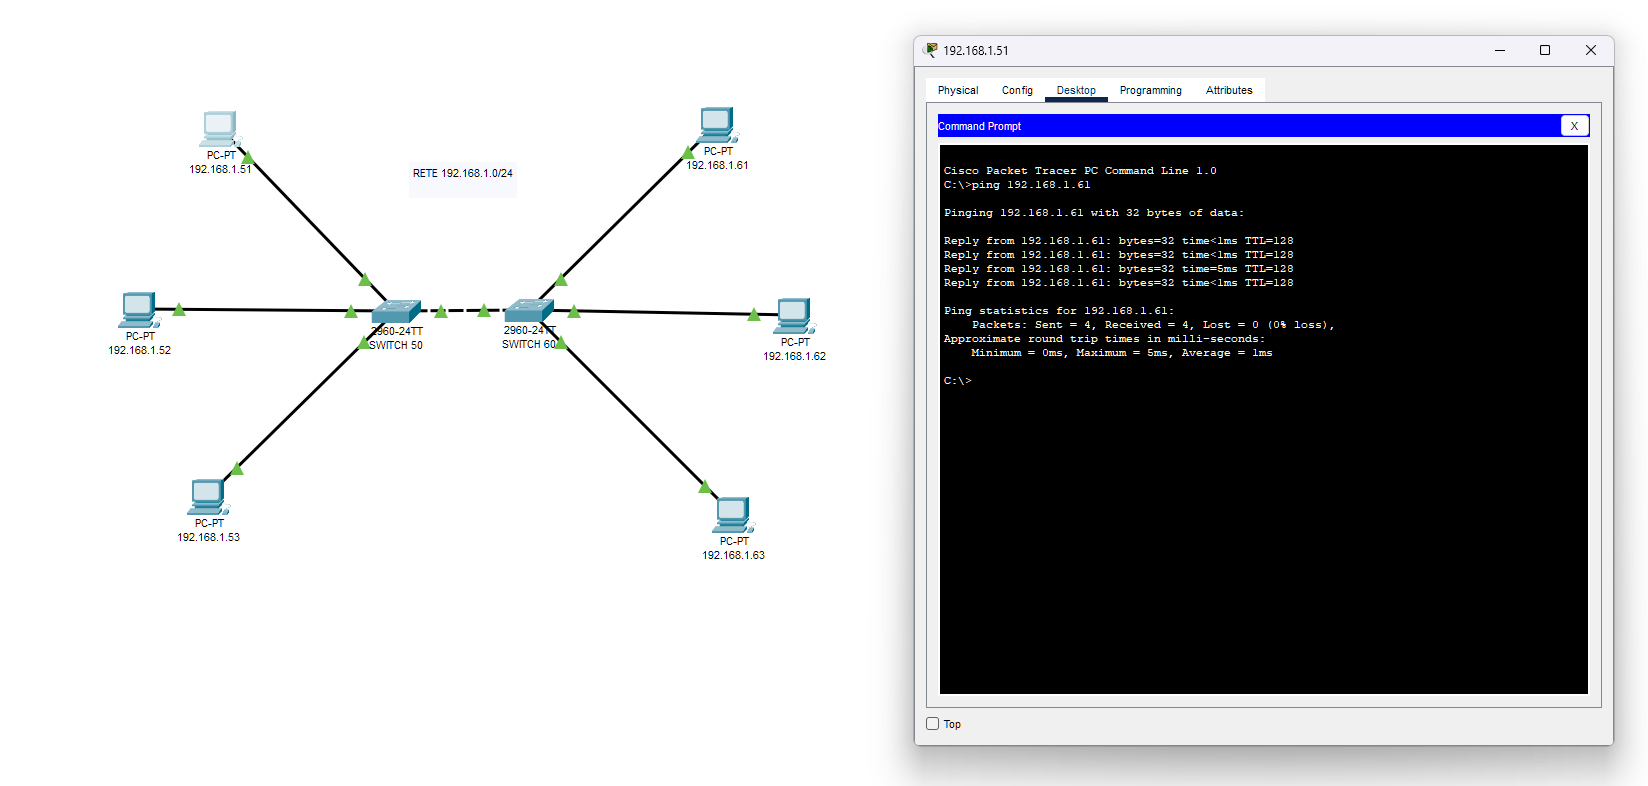 PC-PT
192.168.1.51
RETE 192.168.1.0/24
PC-PT
192.168.1.61
PC-PT
192.168.1.52
2960-24TT
SWITCH 50
2960-24TT
SWITCH 60
PC-PT
192.168.1.62
PC-PT
192.168.1.53
PC-PT
192.168.1.63
192.168.1.51
Physical Config Desktop Programming Attributes
Command Prompt X
Cisco Packet Tracer PC Command Line 1.0
C:\>ping 192.168.1.61
Pinging 192.168.1.61 with 32 bytes of data:
Reply from 192.168.1.61: bytes=32 time<1ms TTL=128
Reply from 192.168.1.61: bytes=32 time<1ms TTL=128
Reply from 192.168.1.61: bytes=32 time=5ms TTL=128
Reply from 192.168.1.61: bytes=32 time<1ms TTL=128
Ping statistics for 192.168.1.61:
Packets: Sent = 4, Received = 4, Lost = 0 (0% loss),
Approximate round trip times in milli-seconds:
Minimum = 0ms, Maximum = 5ms, Average = 1ms
C:\>
Top